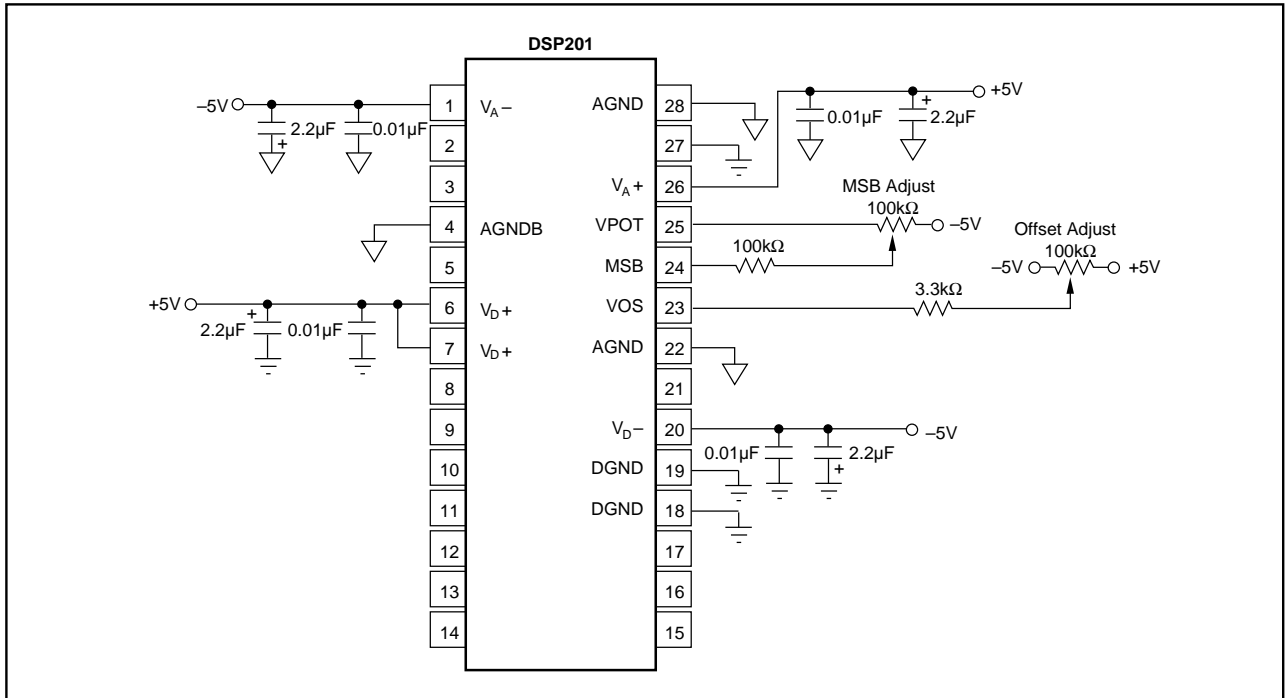 DSP201
–5V
2.2µF
+
0.01µF
1 V_A–
2
3
4 AGNDB
5
+5V
6 V_D+
7 V_D+
+
2.2µF
0.01µF
8
9
10
11
12
13
14
AGND 28
27
V_A+ 26
VPOT 25
MSB 24
VOS 23
AGND 22
21
V_D– 20
DGND 19
DGND 18
17
16
15
+5V
0.01µF
+
2.2µF
MSB Adjust
100kΩ
–5V
100kΩ
Offset Adjust
100kΩ
–5V
+5V
3.3kΩ
–5V
0.01µF
2.2µF
+